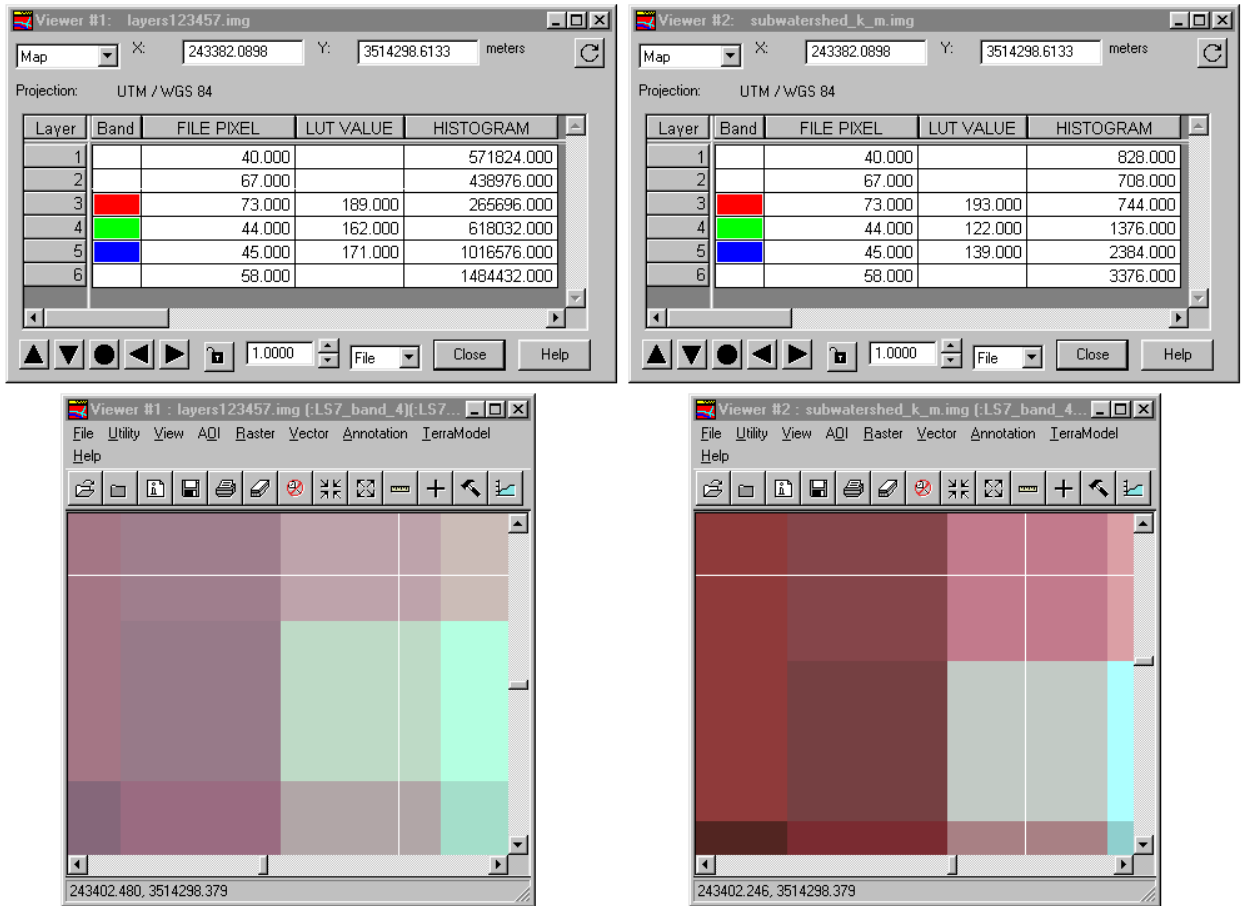 Viewer #1: layers123457.img
Map X: 243382.0898 Y: 3514298.6133 meters
Projection: UTM / WGS 84
Layer Band FILE PIXEL LUT VALUE HISTOGRAM
1 40.000 571824.000
2 67.000 438976.000
3 73.000 189.000 265696.000
4 44.000 162.000 618032.000
5 45.000 171.000 1016576.000
6 58.000 1484432.000
1.0000 File Close Help
Viewer #2: subwatershed_k_m.img
Map X: 243382.0898 Y: 3514298.6133 meters
Projection: UTM / WGS 84
Layer Band FILE PIXEL LUT VALUE HISTOGRAM
1 40.000 828.000
2 67.000 708.000
3 73.000 193.000 744.000
4 44.000 122.000 1376.000
5 45.000 139.000 2384.000
6 58.000 3376.000
1.0000 File Close Help
Viewer #1 : layers123457.img (:LS7_band_4)(:LS7...
File Utility View AOI Raster Vector Annotation TerraModel
Help
243402.480, 3514298.379
Viewer #2 : subwatershed_k_m.img (:LS7_band_4...
File Utility View AOI Raster Vector Annotation TerraModel
Help
243402.246, 3514298.379